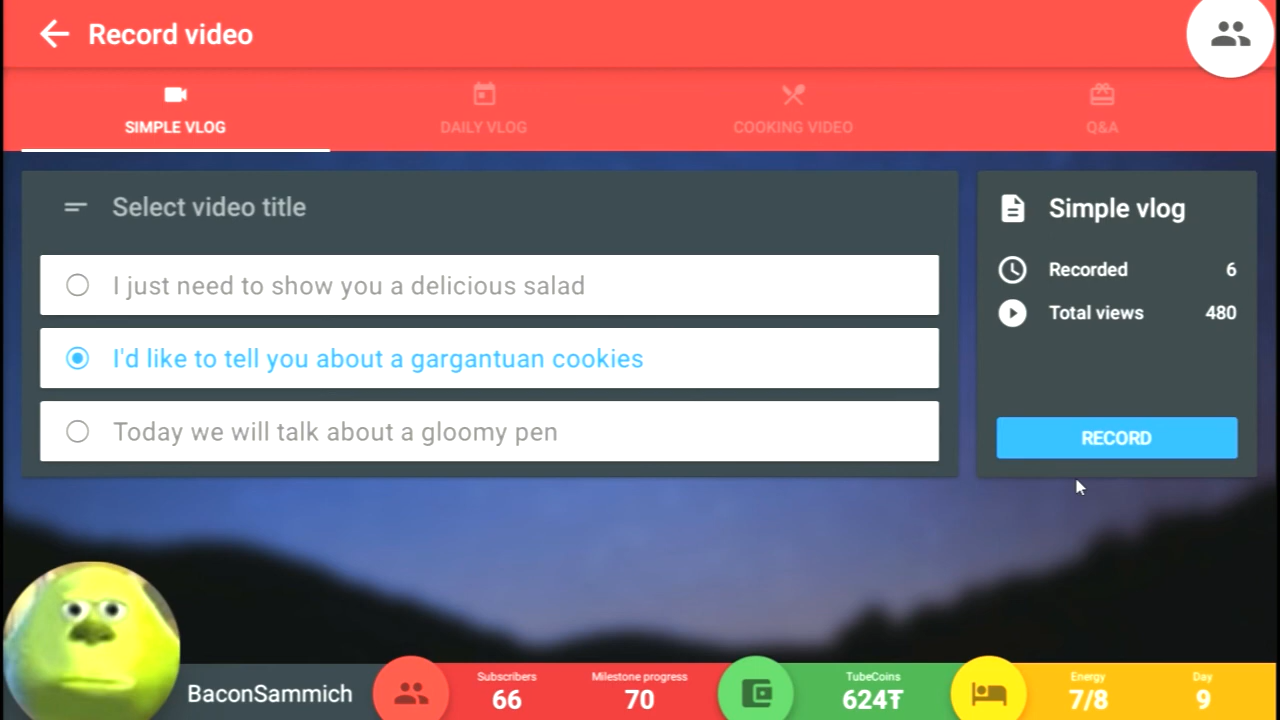 Record video
SIMPLE VLOG
DAILY VLOG
COOKING VIDEO
Q&A
Select video title
I just need to show you a delicious salad
I'd like to tell you about a gargantuan cookies
Today we will talk about a gloomy pen
Simple vlog
Recorded 6
Total views 480
RECORD
BaconSammich
Subscribers
66
Milestone progress
70
TubeCoins
624₸
Energy
7/8
Day
9